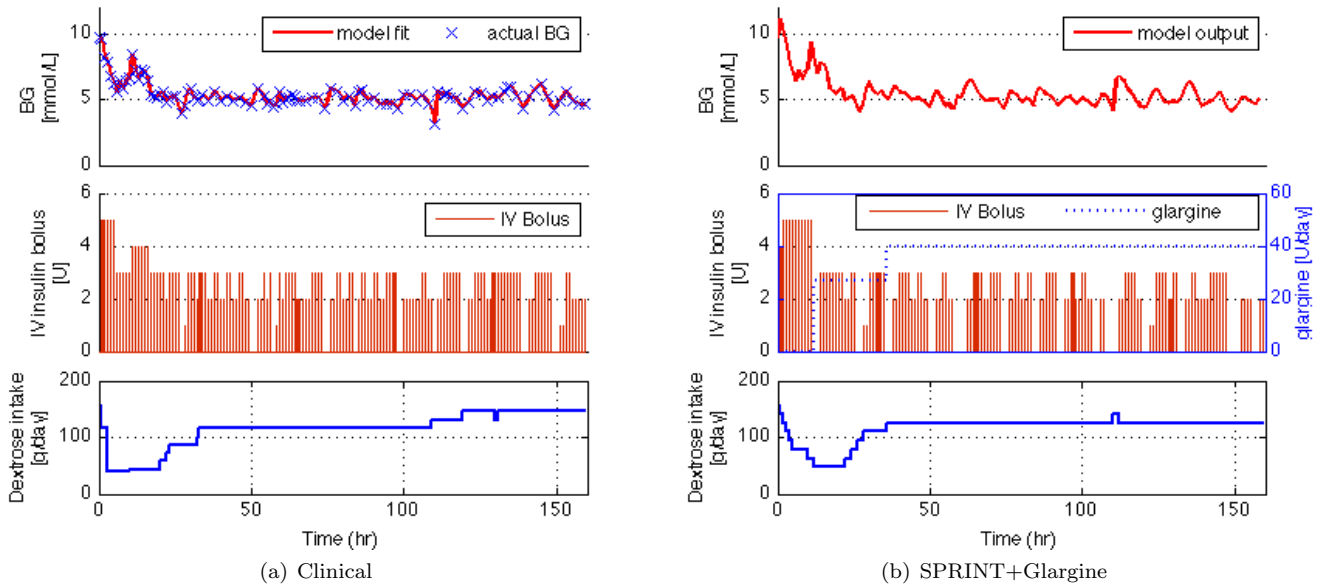 10
5
0
BG
[mmol/L]
model fit
actual BG
6
4
2
0
IV insulin bolus
[U]
IV Bolus
200
100
0
Dextrose intake
[g/day]
0
50
100
150
Time (hr)
(a) Clinical
10
5
0
BG
[mmol/L]
model output
6
4
2
0
IV insulin bolus
[U]
IV Bolus
glargine
60
40
20
0
glargine [U/day]
200
100
0
Dextrose intake
[g/day]
0
50
100
150
Time (hr)
(b) SPRINT+Glargine